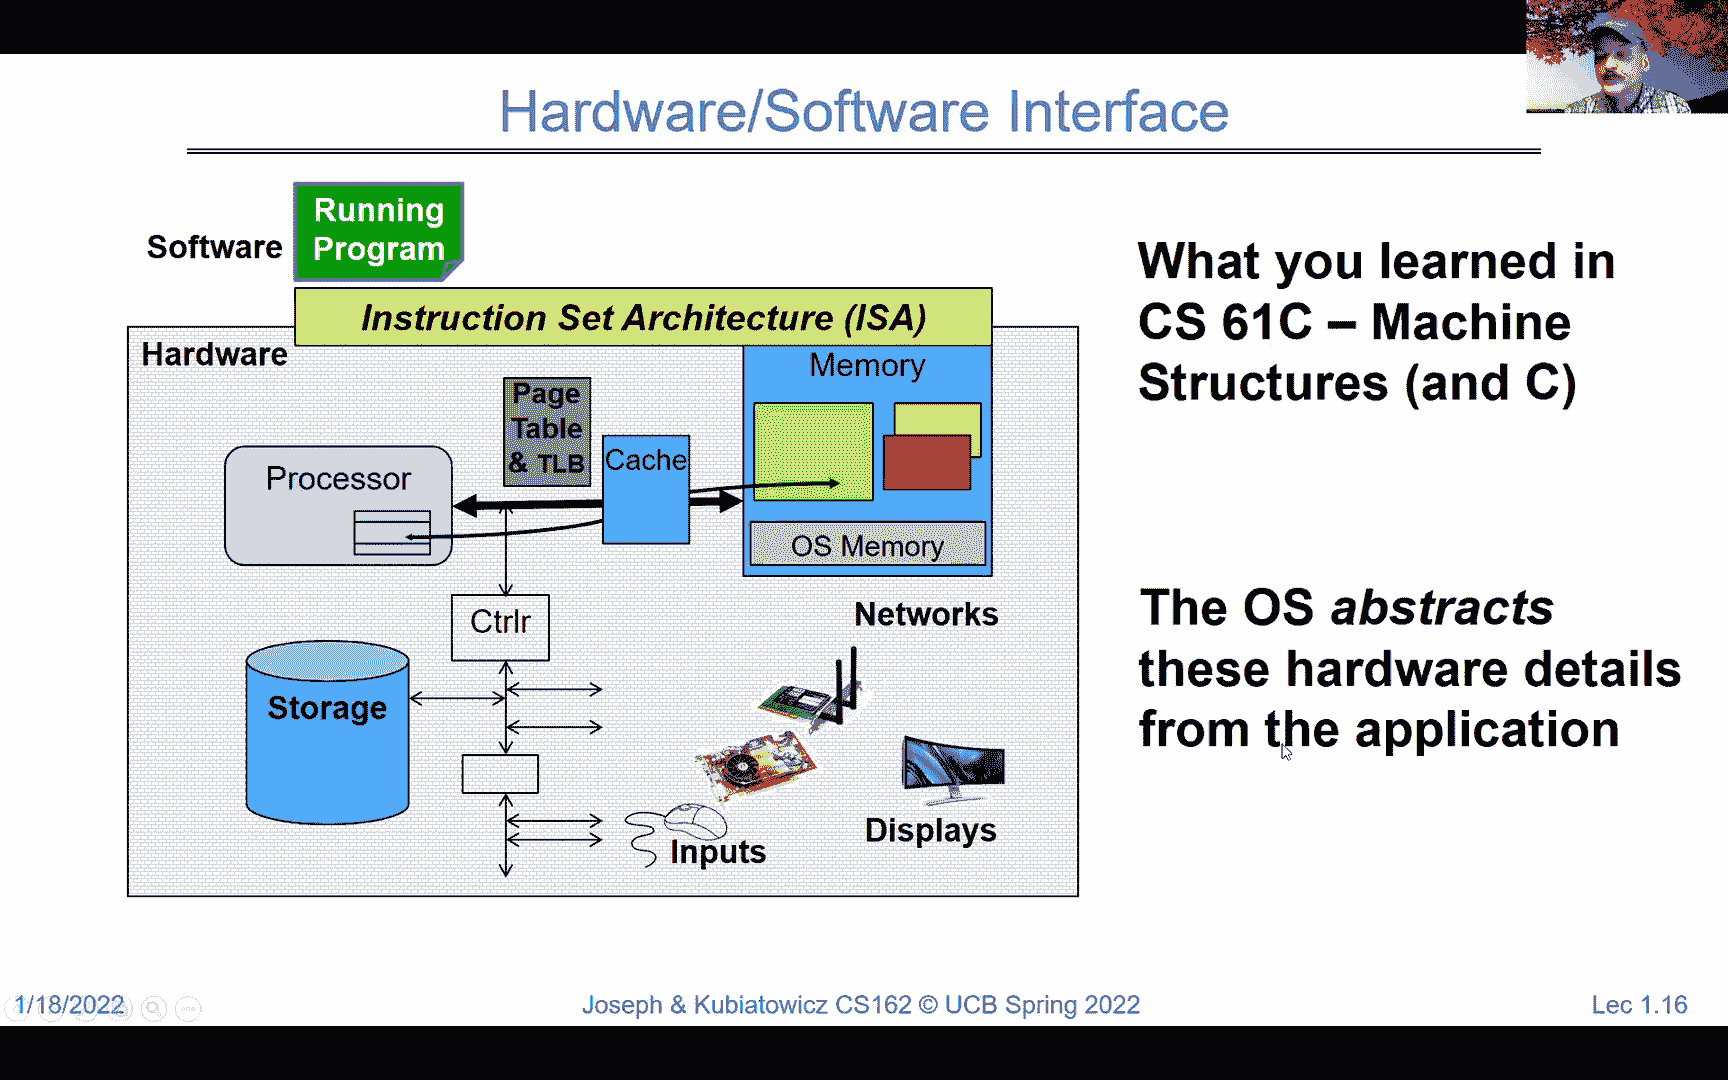 Hardware/Software Interface
Software
Running
Program
Instruction Set Architecture (ISA)
Hardware
Memory
Page
Table
& TLB
Cache
Processor
OS Memory
Ctrlr
Networks
Storage
Displays
Inputs
What you learned in
CS 61C – Machine
Structures (and C)
The OS abstracts
these hardware details
from the application
1/18/2022
Joseph & Kubiatowicz CS162 © UCB Spring 2022
Lec 1.16